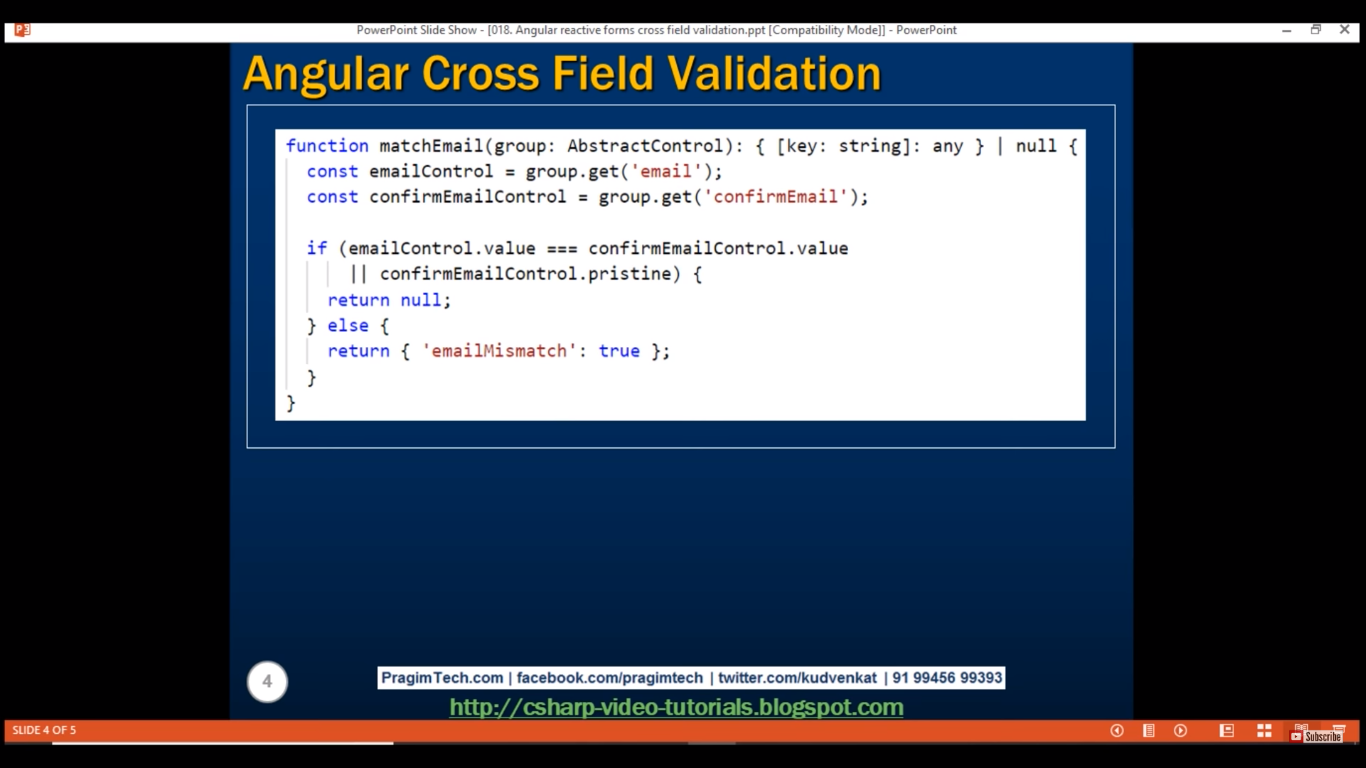 PowerPoint Slide Show - [018. Angular reactive forms cross field validation.ppt [Compatibility Mode]] - PowerPoint
Angular Cross Field Validation
function matchEmail(group: AbstractControl): { [key: string]: any } | null {
const emailControl = group.get('email');
const confirmEmailControl = group.get('confirmEmail');
if (emailControl.value === confirmEmailControl.value
|| confirmEmailControl.pristine) {
return null;
} else {
return { 'emailMismatch': true };
}
}
4
PragimTech.com | facebook.com/pragimtech | twitter.com/kudvenkat | 91 99456 99393
http://csharp-video-tutorials.blogspot.com
SLIDE 4 OF 5
Subscribe